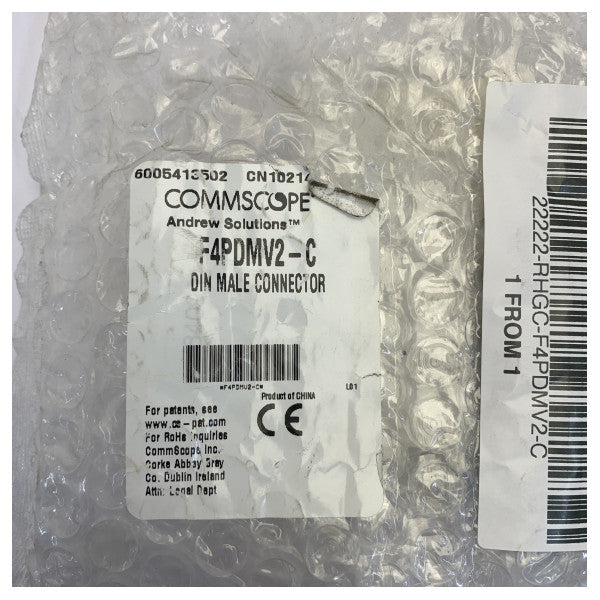 6005413502 CN10214
COMMSCOPE
Andrew Solutions™
F4PDMV2-C
DIN MALE CONNECTOR
*F4PDMV2-C*
L01
Product of CHINA
CE
For patents, see
www.cs-pat.com
For RoHs Inquiries
CommScope Inc.
Corke Abbey Bray
Co. Dublin Ireland
Attn: Legal Dept
22222-RHGC-F4PDMV2-C
1 FROM 1